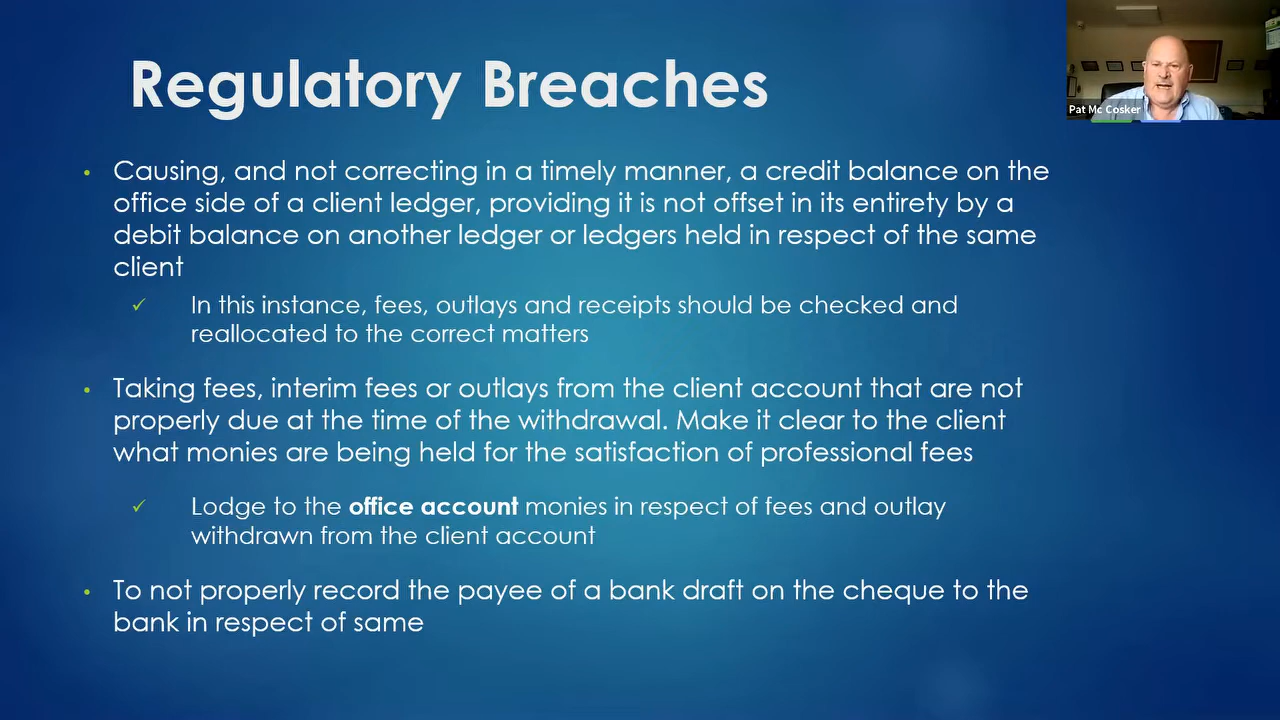 Regulatory Breaches
Pat Mc Cosker
• Causing, and not correcting in a timely manner, a credit balance on the
office side of a client ledger, providing it is not offset in its entirety by a
debit balance on another ledger or ledgers held in respect of the same
client
✓ In this instance, fees, outlays and receipts should be checked and
reallocated to the correct matters
• Taking fees, interim fees or outlays from the client account that are not
properly due at the time of the withdrawal. Make it clear to the client
what monies are being held for the satisfaction of professional fees
✓ Lodge to the office account monies in respect of fees and outlay
withdrawn from the client account
• To not properly record the payee of a bank draft on the cheque to the
bank in respect of same